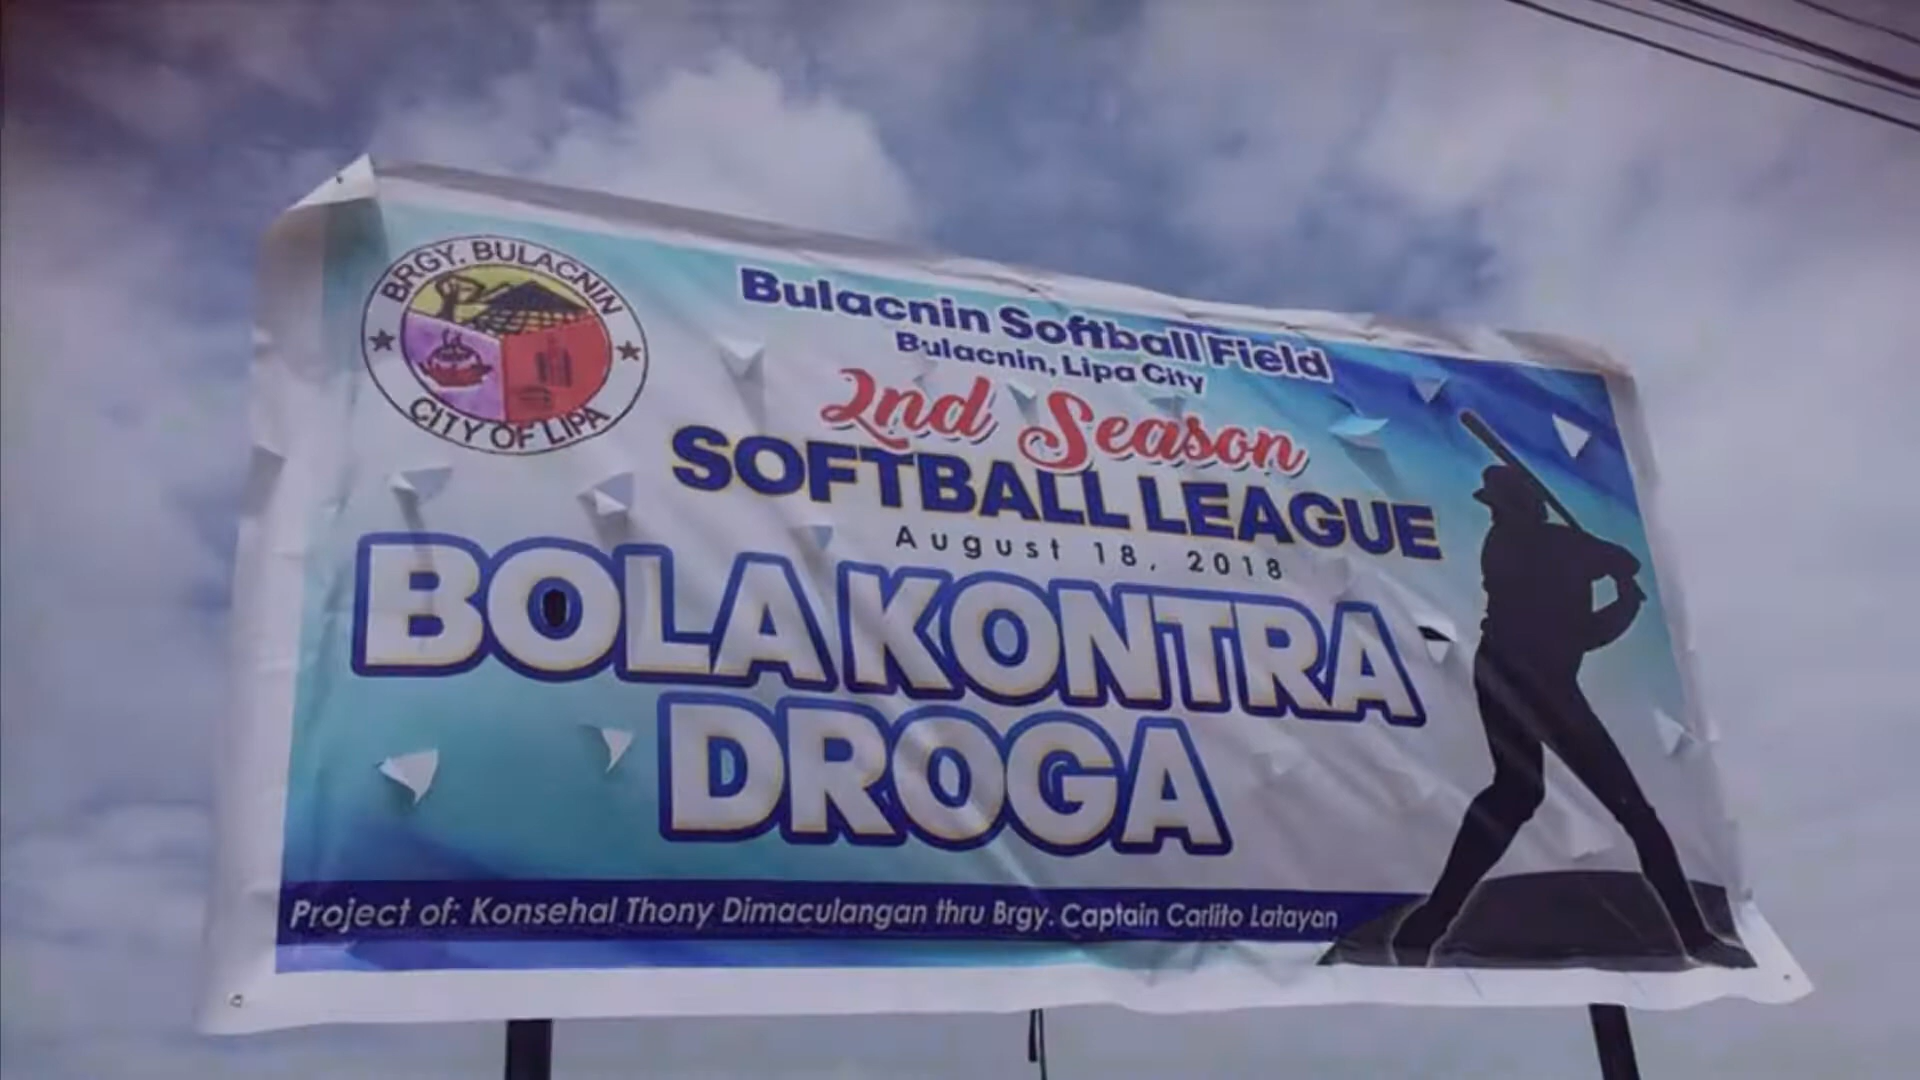 BRGY. BULACNIN
CITY OF LIPA
Bulacnin Softball Field
Bulacnin, Lipa City
2nd Season
SOFTBALL LEAGUE
August 18, 2018
BOLA KONTRA
DROGA
Project of: Konsehal Thony Dimaculangan thru Brgy. Captain Carlito Latayan